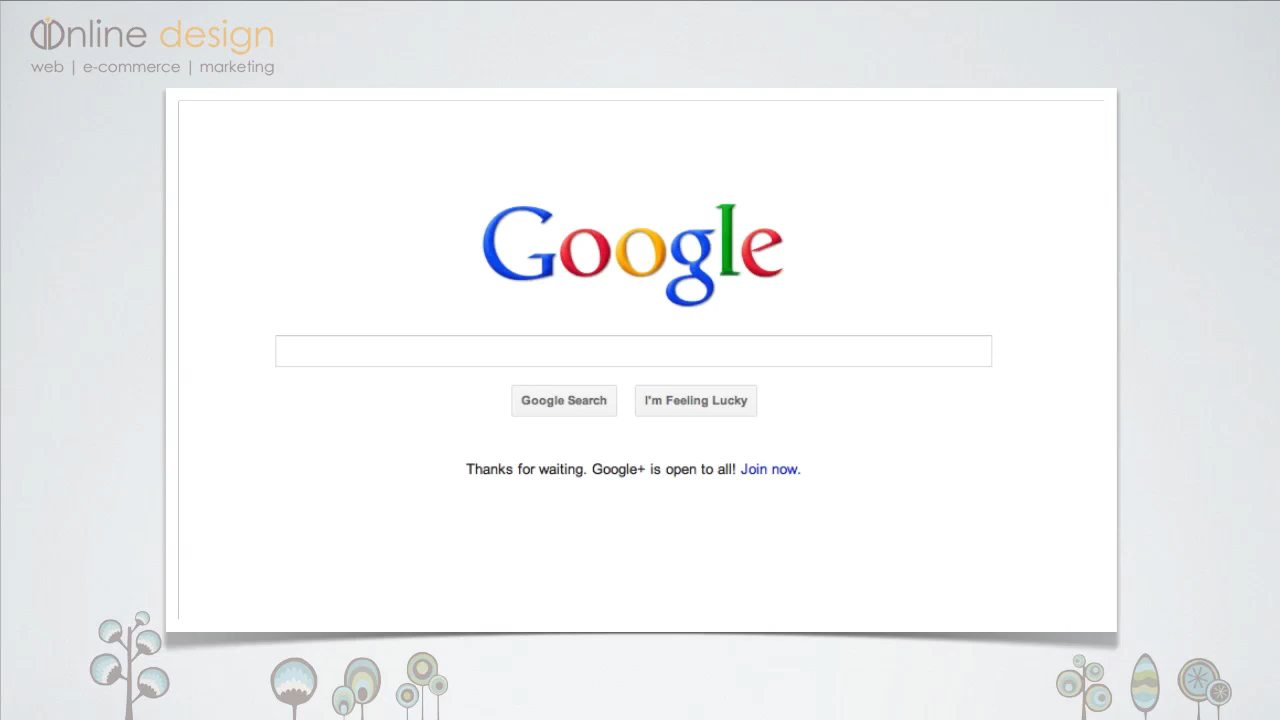 Online design
web | e-commerce | marketing
Google
Google Search
I'm Feeling Lucky
Thanks for waiting. Google+ is open to all! Join now.